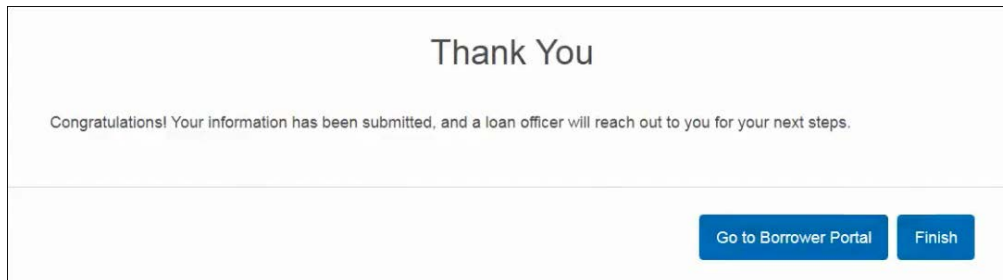 Thank You
Congratulations! Your information has been submitted, and a loan officer will reach out to you for your next steps.
Go to Borrower Portal
Finish